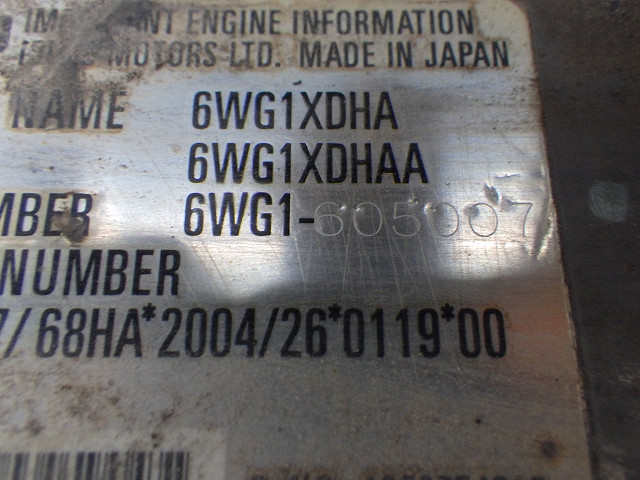 ENGINE INFORMATION
MOTORS LTD. MADE IN JAPAN
NAME 6WG1XDHA
6WG1XDHAA
MBER 6WG1-605007
NUMBER
7/68HA*2004/26*0119*00